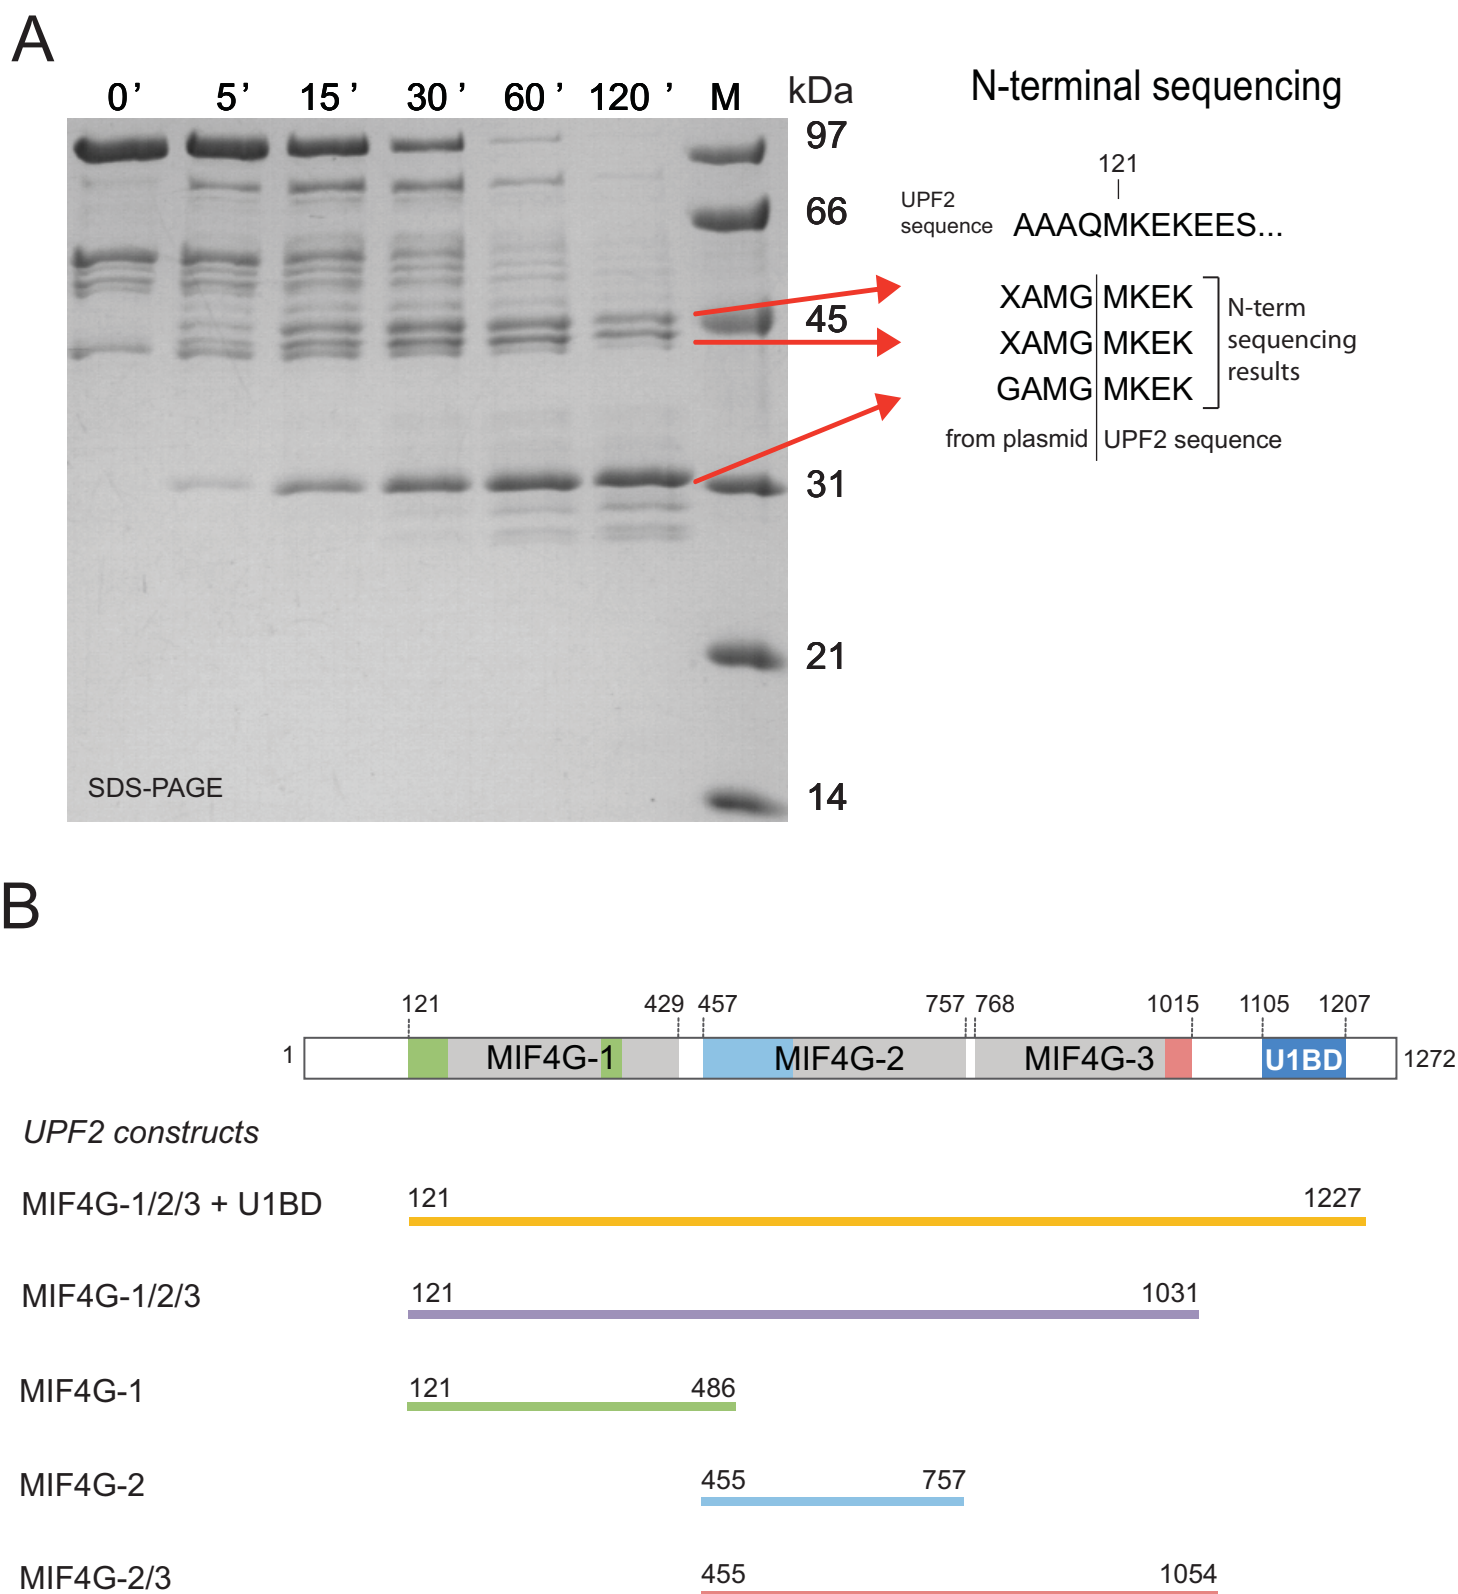 A
0’ 5’ 15’ 30’ 60’ 120’ M kDa
97
66
45
31
21
14
SDS-PAGE
N-terminal sequencing
121
UPF2
sequence AAAQMKEKEES...
XAMG MKEK
XAMG MKEK
GAMG MKEK
N-term
sequencing
results
from plasmid UPF2 sequence
B
121 429 457 757 768 1015 1105 1207
1 MIF4G-1 MIF4G-2 MIF4G-3 U1BD 1272
UPF2 constructs
MIF4G-1/2/3 + U1BD 121 1227
MIF4G-1/2/3 121 1031
MIF4G-1 121 486
MIF4G-2 455 757
MIF4G-2/3 455 1054